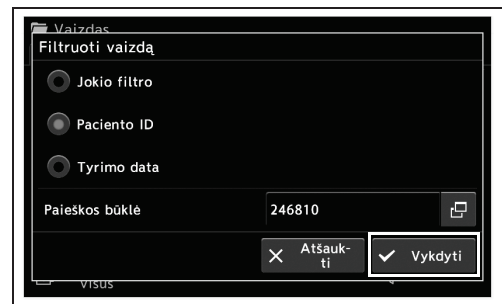 Vaizdas
Filtruoti vaizdą
Jokio filtro
Paciento ID
Tyrimo data
Paieškos būklė 246810
Atšauk-
ti
Vykdyti
Visus